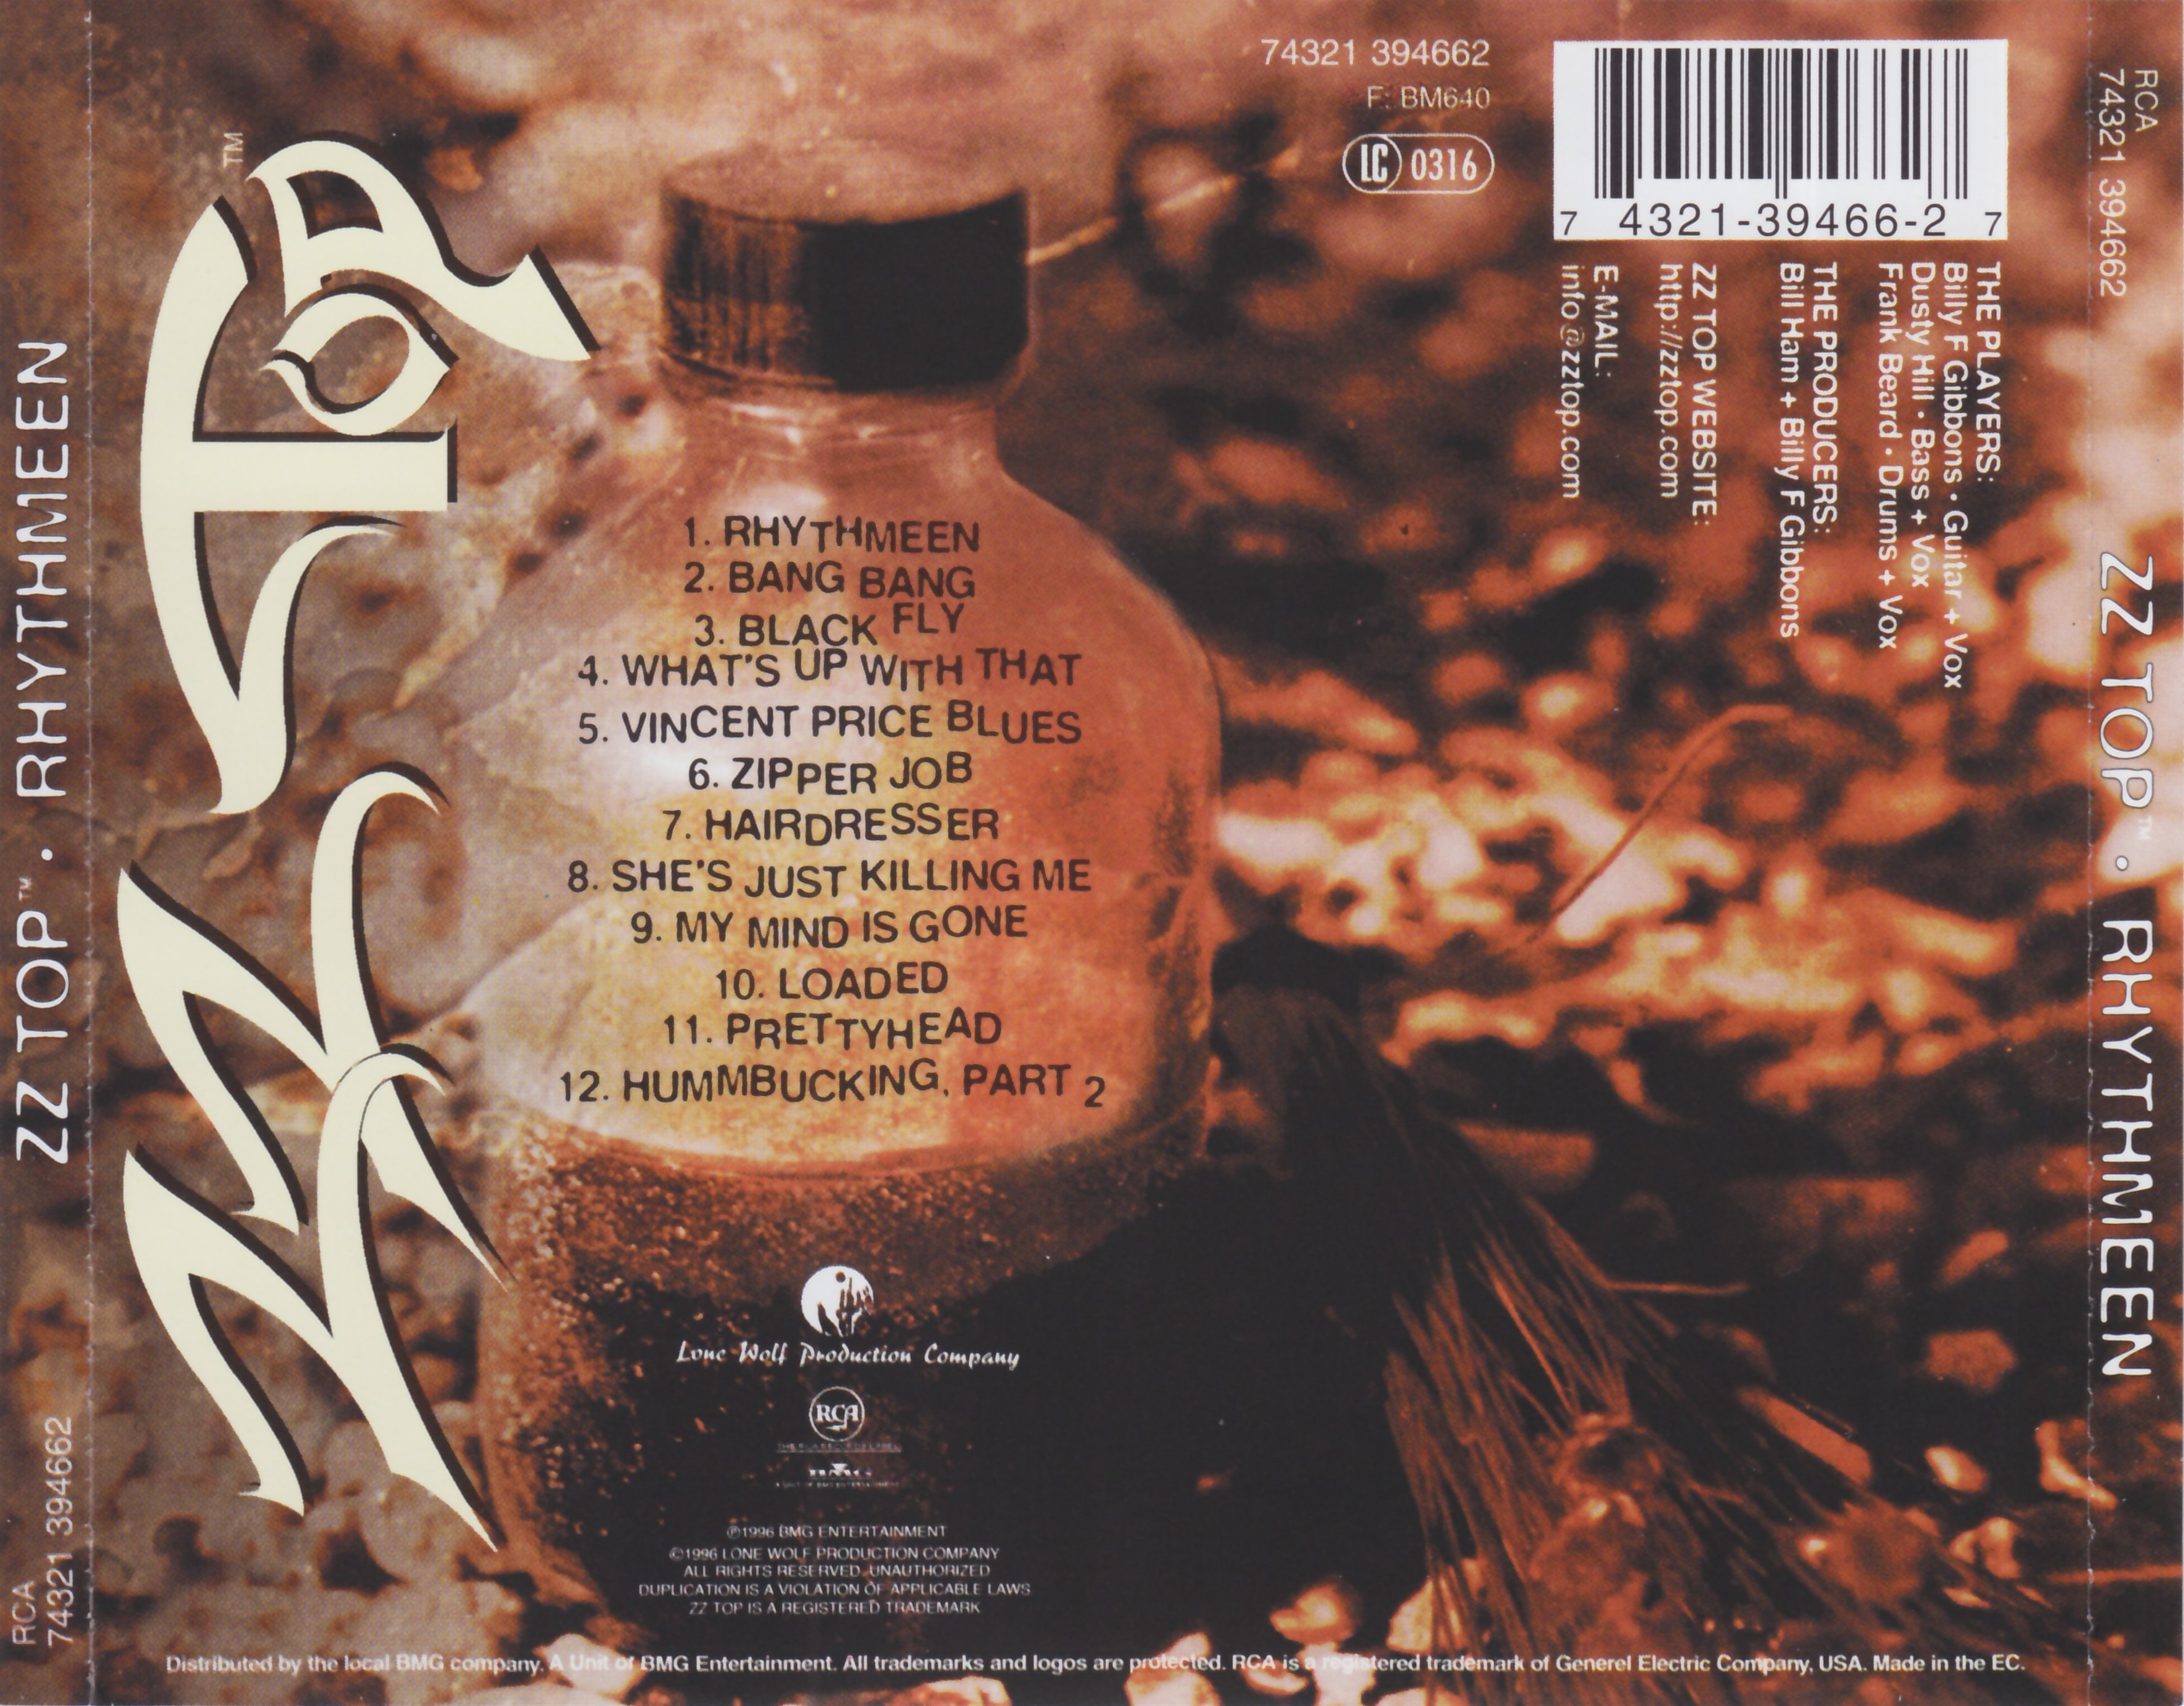 ZZ TOP™ · RHYTHMEEN
RCA
74321 394662
ZZ TOP
TM
74321 394662
F: BM640
LC 0316
7 4321-39466-2 7
THE PLAYERS:
Billy F Gibbons · Guitar + Vox
Dusty Hill · Bass + Vox
Frank Beard · Drums + Vox
THE PRODUCERS:
Bill Ham + Billy F Gibbons
ZZ TOP WEBSITE:
http://zztop.com
E-MAIL:
info@zztop.com
1. RHYTHMEEN
2. BANG BANG
3. BLACK FLY
4. WHAT'S UP WITH THAT
5. VINCENT PRICE BLUES
6. ZIPPER JOB
7. HAIRDRESSER
8. SHE'S JUST KILLING ME
9. MY MIND IS GONE
10. LOADED
11. PRETTYHEAD
12. HUMMBUCKING, PART 2
Lone Wolf Production Company
RCA
BMG
℗1996 BMG ENTERTAINMENT
©1996 LONE WOLF PRODUCTION COMPANY
ALL RIGHTS RESERVED. UNAUTHORIZED
DUPLICATION IS A VIOLATION OF APPLICABLE LAWS
ZZ TOP IS A REGISTERED TRADEMARK
Distributed by the local BMG company. A Unit of BMG Entertainment. All trademarks and logos are protected. RCA is a registered trademark of Generel Electric Company, USA. Made in the EC.
RCA
74321 394662
ZZ TOP™ · RHYTHMEEN